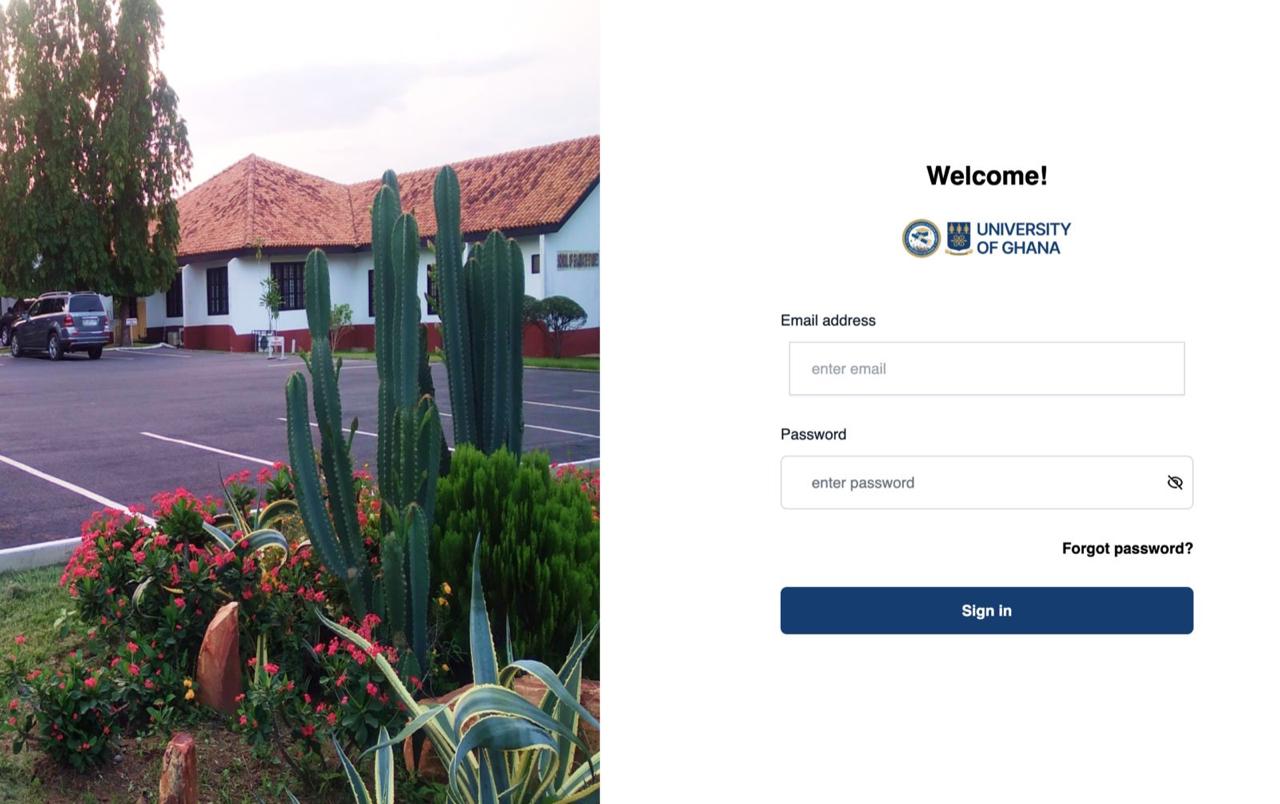 Welcome!
UNIVERSITY
OF GHANA
Email address
enter email
Password
enter password
Forgot password?
Sign in